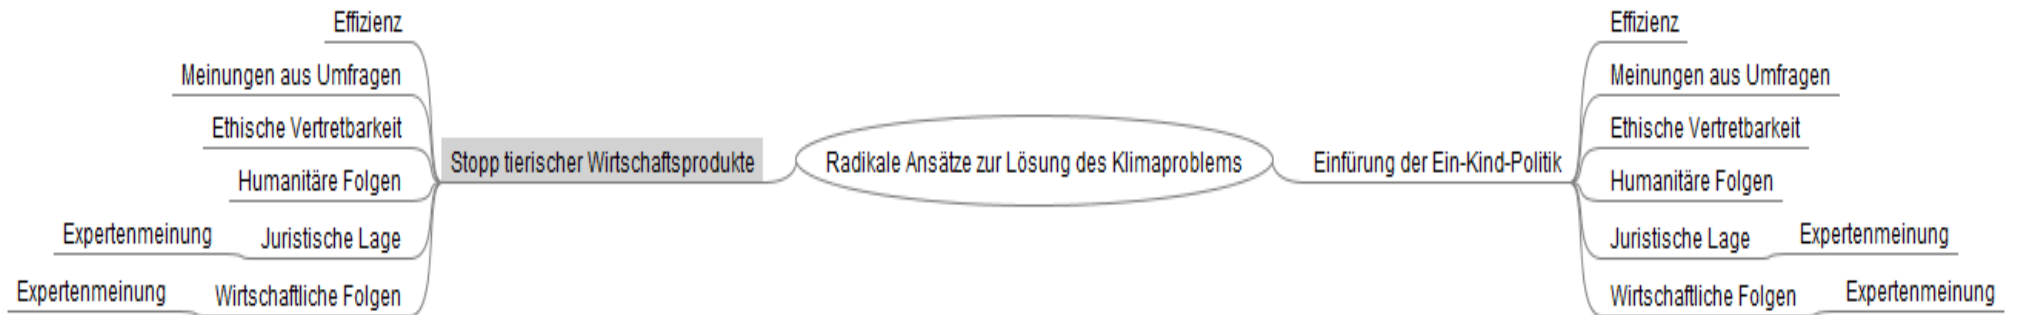 Effizienz
Meinungen aus Umfragen
Ethische Vertretbarkeit
Humanitäre Folgen
Expertenmeinung Juristische Lage
Expertenmeinung Wirtschaftliche Folgen
Stopp tierischer Wirtschaftsprodukte
Radikale Ansätze zur Lösung des Klimaproblems
Einfürung der Ein-Kind-Politik
Effizienz
Meinungen aus Umfragen
Ethische Vertretbarkeit
Humanitäre Folgen
Juristische Lage Expertenmeinung
Wirtschaftliche Folgen Expertenmeinung